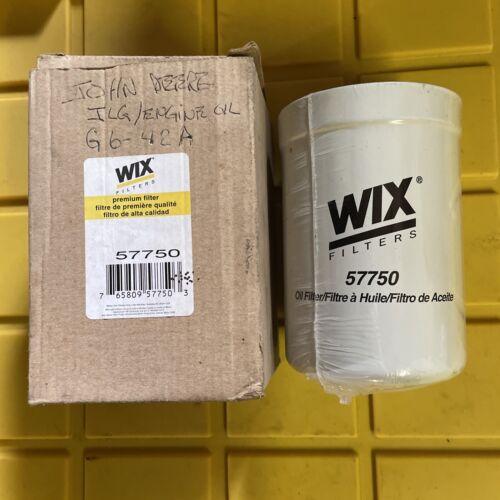 JOHN DEERE
JLG/ENGINE OIL
G6-42A
WIX
FILTERS
premium filter
filtre de première qualité
filtro de alta calidad
57750
7 65809 57750 3
WIX®
FILTERS
57750
Oil Filter/Filtre à Huile/Filtro de Aceite